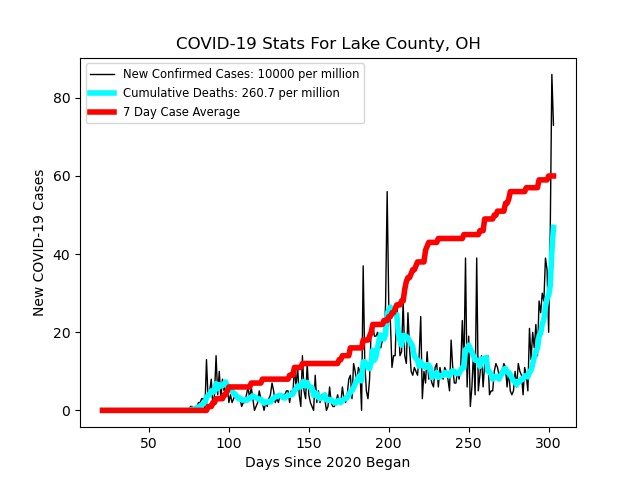 COVID-19 Stats For Lake County, OH
New Confirmed Cases: 10000 per million
Cumulative Deaths: 260.7 per million
7 Day Case Average
New COVID-19 Cases
80
60
40
20
0
50 100 150 200 250 300
Days Since 2020 Began